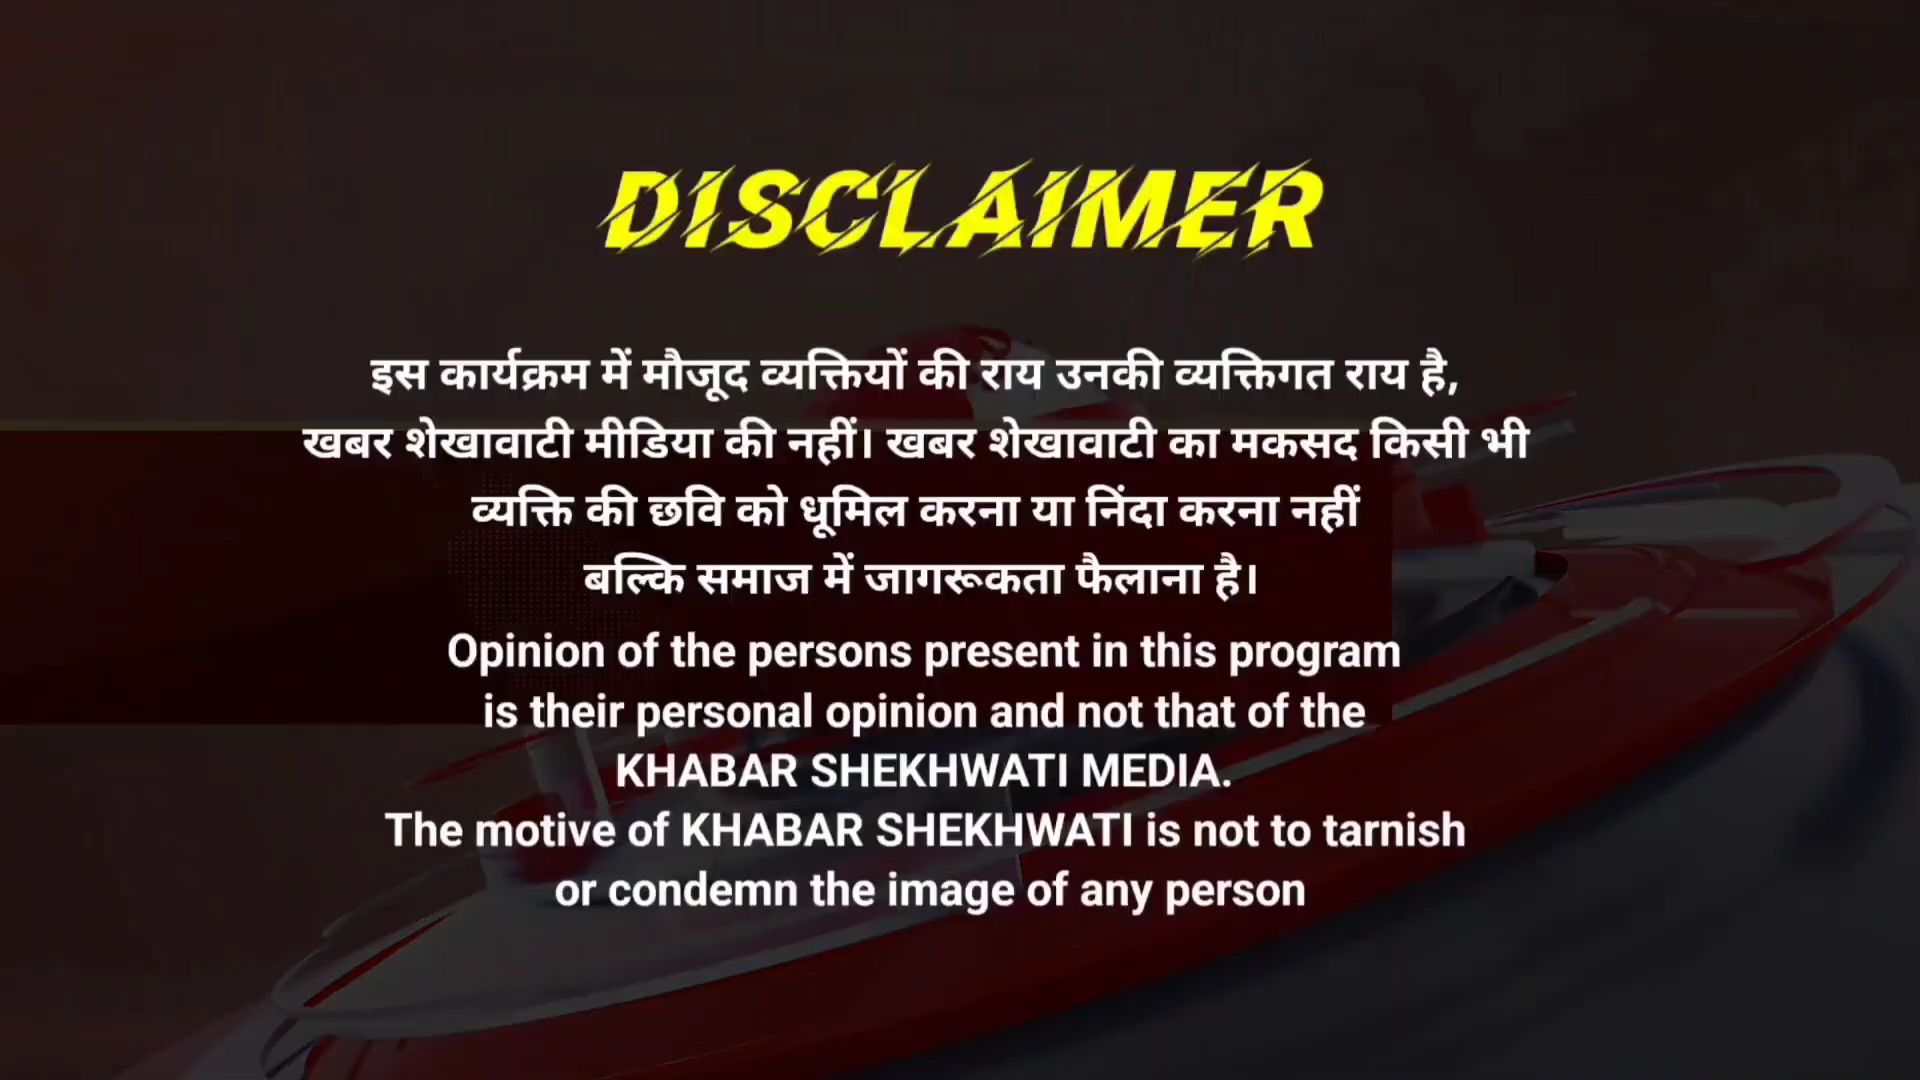 DISCLAIMER
इस कार्यक्रम में मौजूद व्यक्तियों की राय उनकी व्यक्तिगत राय है,
खबर शेखावाटी मीडिया की नहीं। खबर शेखावाटी का मकसद किसी भी
व्यक्ति की छवि को धूमिल करना या निंदा करना नहीं
बल्कि समाज में जागरूकता फैलाना है।
Opinion of the persons present in this program
is their personal opinion and not that of the
KHABAR SHEKHWATI MEDIA.
The motive of KHABAR SHEKHWATI is not to tarnish
or condemn the image of any person